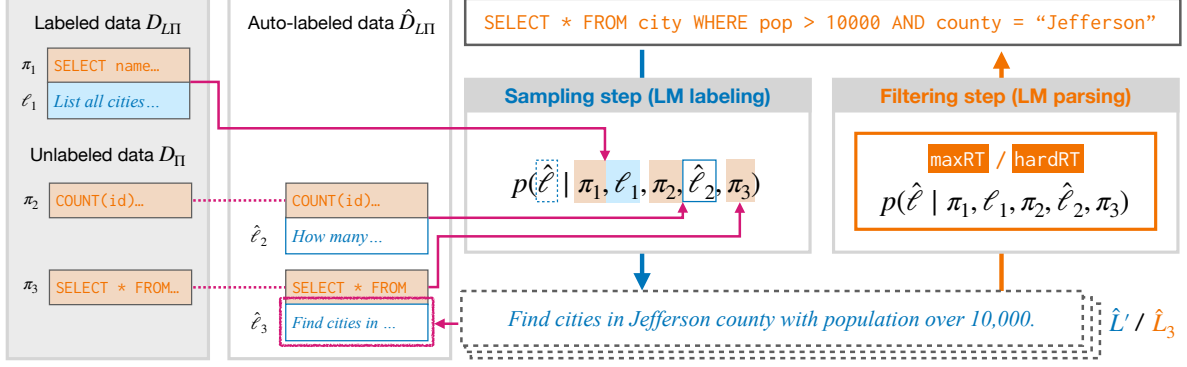 Labeled data D_{LΠ}
π₁ SELECT name…
ℓ₁ List all cities…
Unlabeled data D_Π
π₂ COUNT(id)…
π₃ SELECT * FROM…
Auto-labeled data D̂_{LΠ}
COUNT(id)…
ℓ̂₂ How many…
SELECT * FROM
ℓ̂₃ Find cities in …
SELECT * FROM city WHERE pop > 10000 AND county = “Jefferson”
Sampling step (LM labeling)
p(ℓ̂ | π₁, ℓ₁, π₂, ℓ̂₂, π₃)
Filtering step (LM parsing)
maxRT / hardRT
p(ℓ̂ | π₁, ℓ₁, π₂, ℓ̂₂, π₃)
Find cities in Jefferson county with population over 10,000.
L̂′ / L̂₃